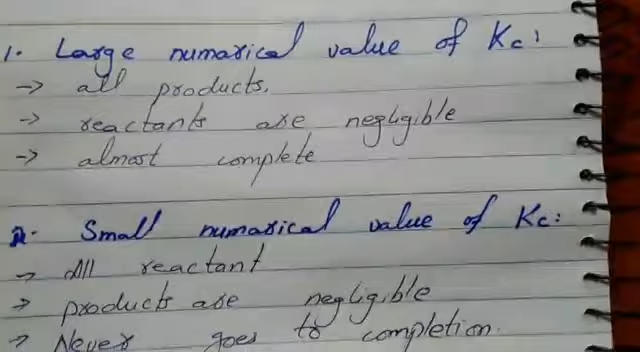 1. Large numarical value of Kc:
→ all products.
→ reactants are negligible
→ almost complete
2. Small numarical value of Kc:
→ All reactant
→ products are negligible
→ Never goes to completion.